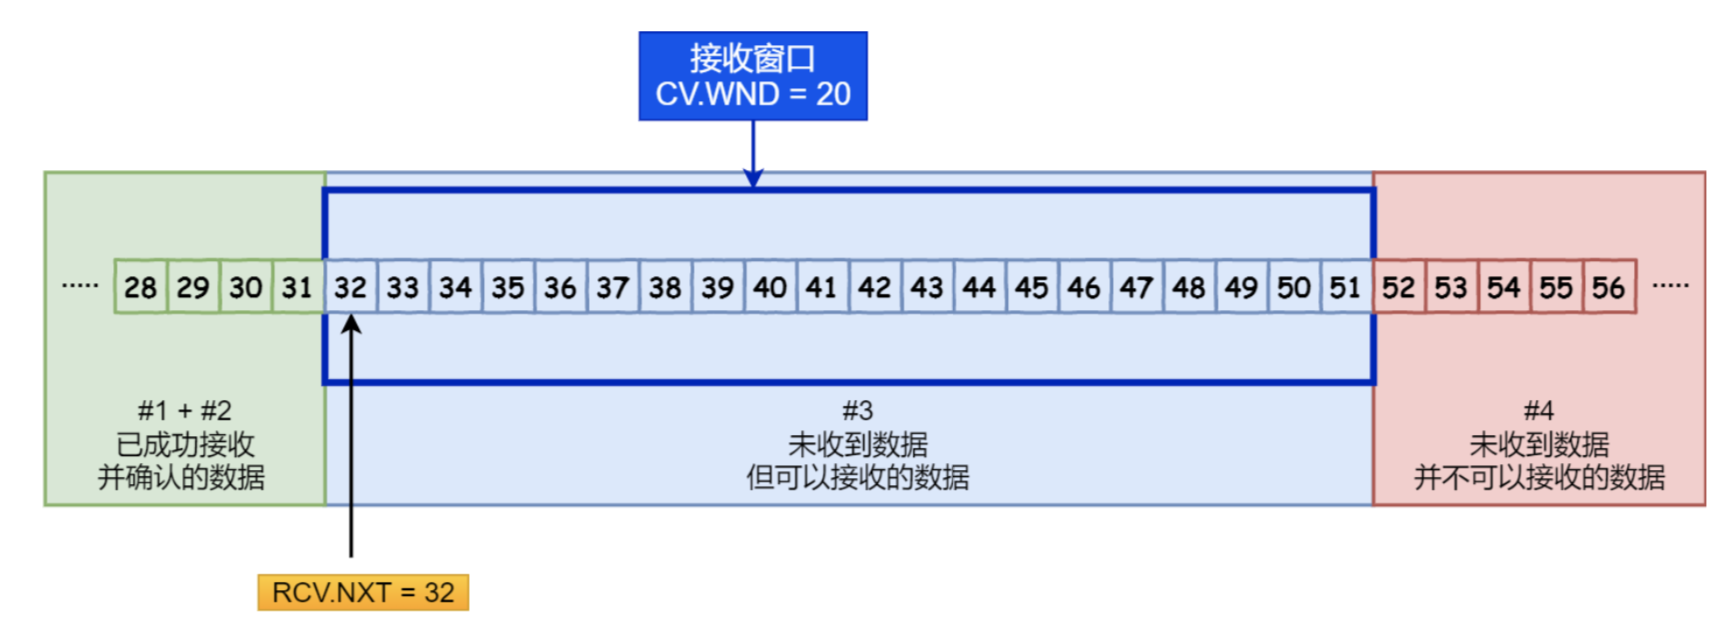 接收窗口
CV.WND = 20
····· 28 29 30 31 32 33 34 35 36 37 38 39 40 41 42 43 44 45 46 47 48 49 50 51 52 53 54 55 56 ·····
#1 + #2
已成功接收
并确认的数据
#3
未收到数据
但可以接收的数据
#4
未收到数据
并不可以接收的数据
RCV.NXT = 32